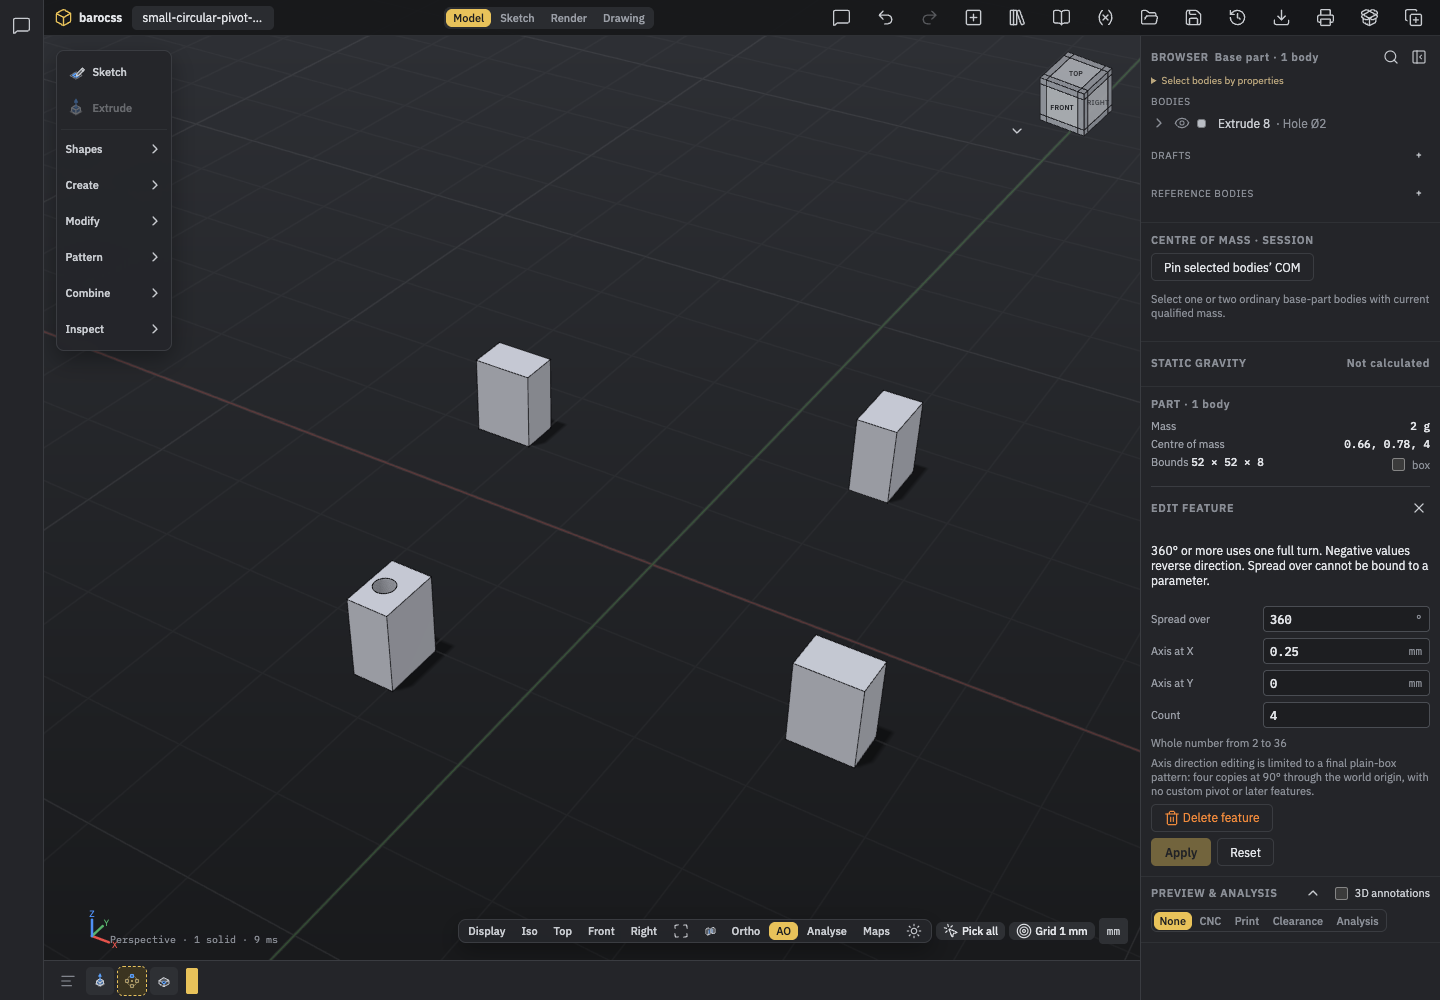 barocss
small-circular-pivot-...
Model
Sketch
Render
Drawing
Sketch
Extrude
Shapes
Create
Modify
Pattern
Combine
Inspect
TOP
FRONT
RIGHT
BROWSER Base part · 1 body
Select bodies by properties
BODIES
Extrude 8 · Hole Ø2
DRAFTS
REFERENCE BODIES
CENTRE OF MASS · SESSION
Pin selected bodies’ COM
Select one or two ordinary base-part bodies with current
qualified mass.
STATIC GRAVITY Not calculated
PART · 1 body
Mass 2 g
Centre of mass 0.66, 0.78, 4
Bounds 52 × 52 × 8 box
EDIT FEATURE
360° or more uses one full turn. Negative values
reverse direction. Spread over cannot be bound to a
parameter.
Spread over 360 °
Axis at X 0.25 mm
Axis at Y 0 mm
Count 4
Whole number from 2 to 36
Axis direction editing is limited to a final plain-box
pattern: four copies at 90° through the world origin, with
no custom pivot or later features.
Delete feature
Apply Reset
PREVIEW & ANALYSIS 3D annotations
None CNC Print Clearance Analysis
Z
Y
X
Perspective · 1 solid · 9 ms
Display Iso Top Front Right Ortho AO Analyse Maps Pick all Grid 1 mm mm